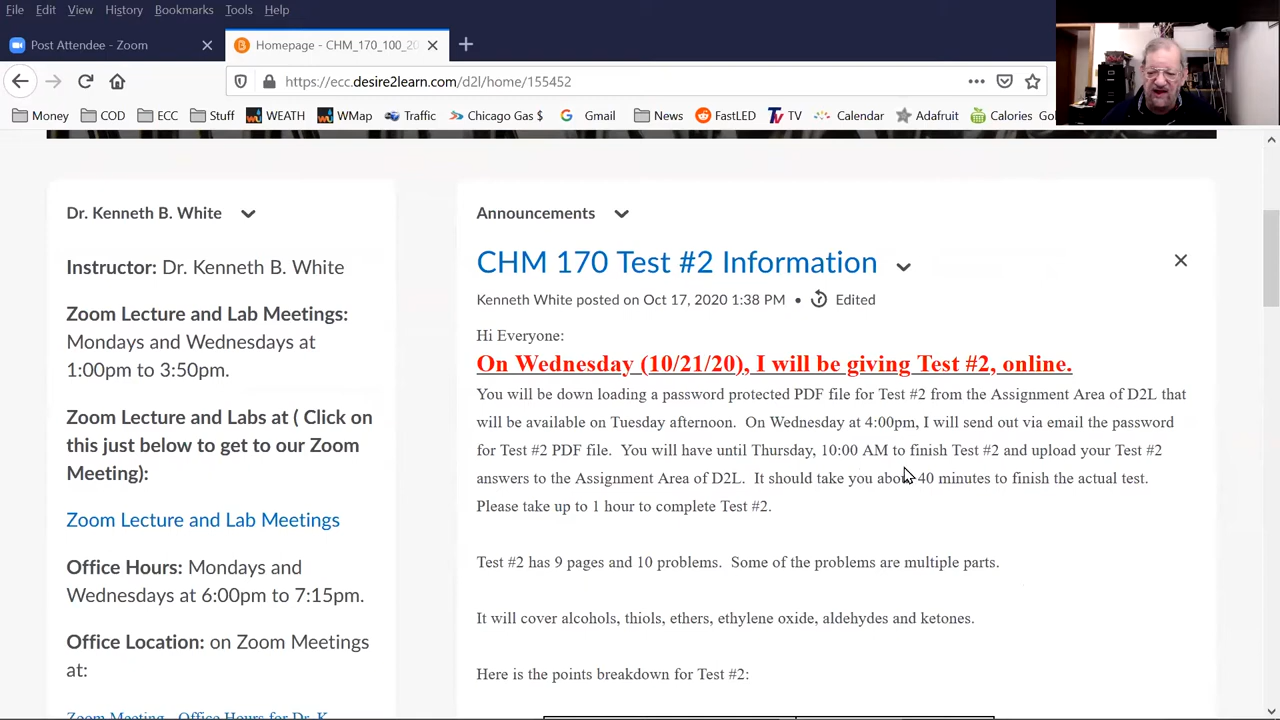 File Edit View History Bookmarks Tools Help
Post Attendee - Zoom
Homepage - CHM_170_100_20
https://ecc.desire2learn.com/d2l/home/155452
Money COD ECC Stuff WEATH WMap Traffic Chicago Gas $ Gmail News FastLED TV Calendar Adafruit Calories
Dr. Kenneth B. White
Instructor: Dr. Kenneth B. White
Zoom Lecture and Lab Meetings:
Mondays and Wednesdays at
1:00pm to 3:50pm.
Zoom Lecture and Labs at ( Click on
this just below to get to our Zoom
Meeting):
Zoom Lecture and Lab Meetings
Office Hours: Mondays and
Wednesdays at 6:00pm to 7:15pm.
Office Location: on Zoom Meetings
at:
Zoom Meeting - Office Hours for Dr. K
Announcements
CHM 170 Test #2 Information
Kenneth White posted on Oct 17, 2020 1:38 PM • Edited
Hi Everyone:
On Wednesday (10/21/20), I will be giving Test #2, online.
You will be down loading a password protected PDF file for Test #2 from the Assignment Area of D2L that
will be available on Tuesday afternoon. On Wednesday at 4:00pm, I will send out via email the password
for Test #2 PDF file. You will have until Thursday, 10:00 AM to finish Test #2 and upload your Test #2
answers to the Assignment Area of D2L. It should take you about 40 minutes to finish the actual test.
Please take up to 1 hour to complete Test #2.
Test #2 has 9 pages and 10 problems. Some of the problems are multiple parts.
It will cover alcohols, thiols, ethers, ethylene oxide, aldehydes and ketones.
Here is the points breakdown for Test #2: